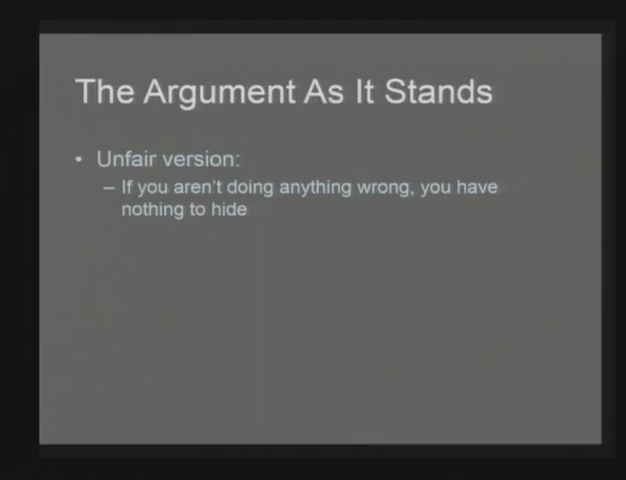 The Argument As It Stands
• Unfair version:
– If you aren't doing anything wrong, you have
nothing to hide